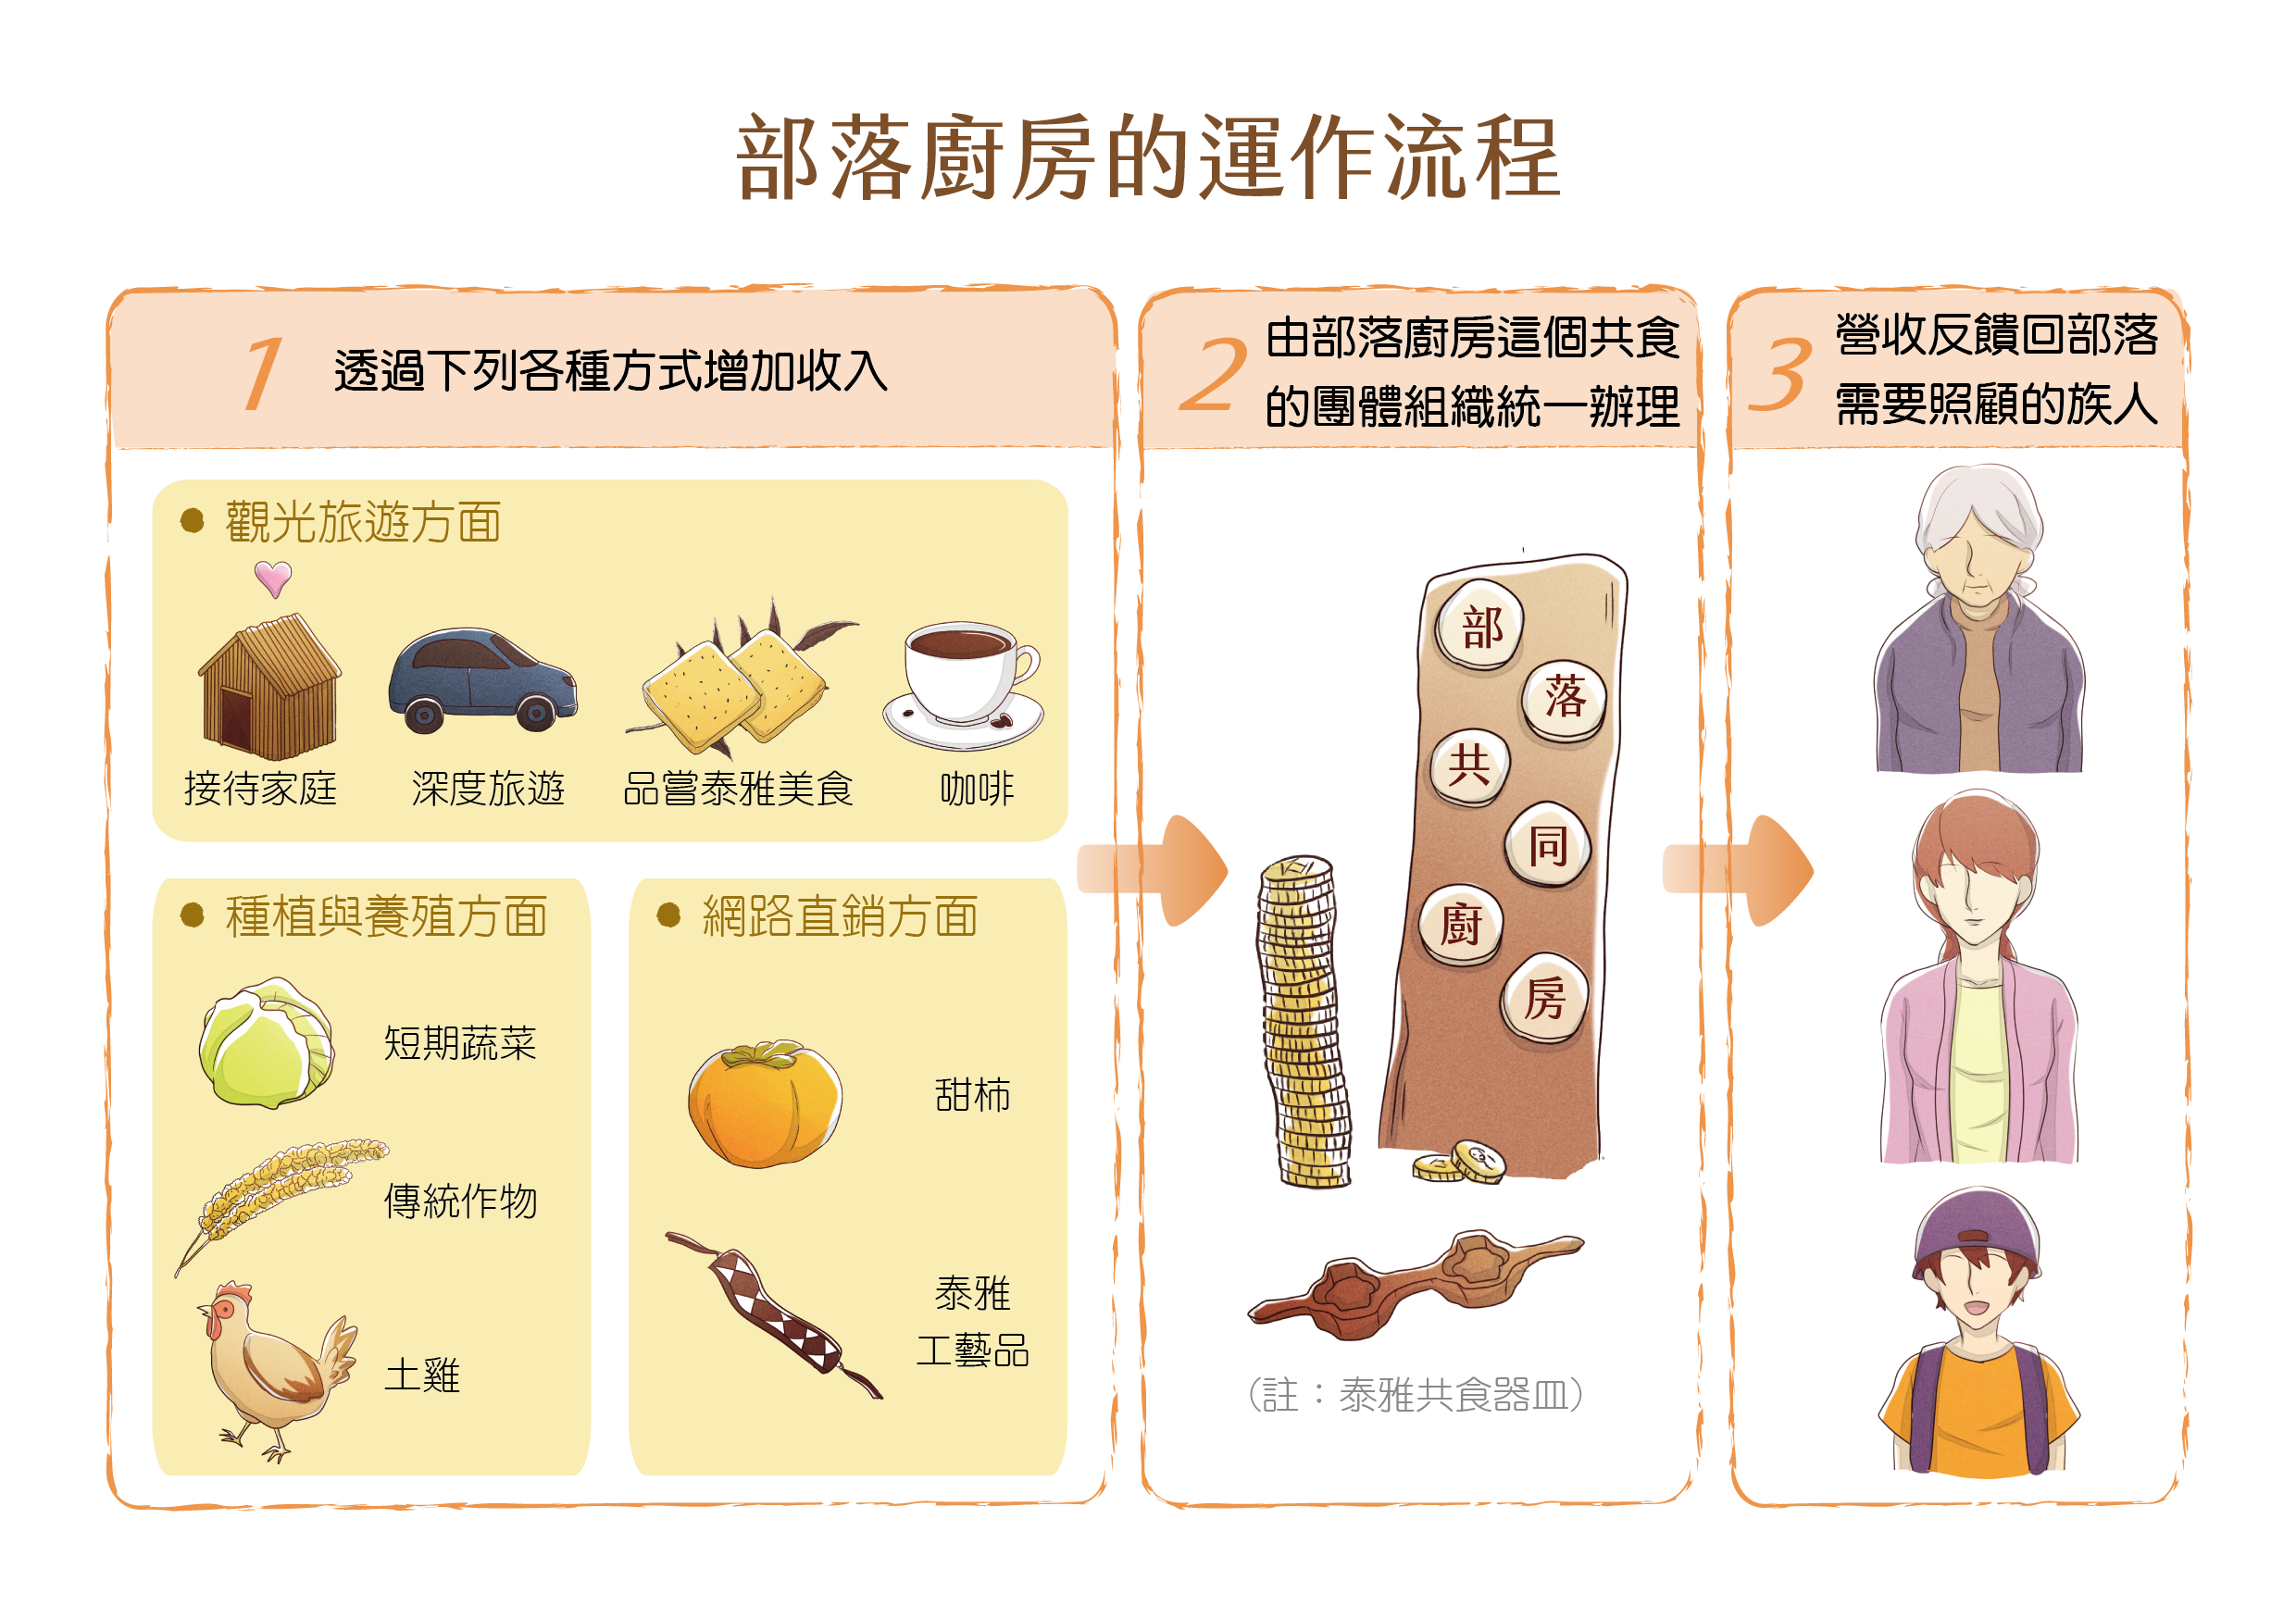 部落廚房的運作流程
1
透過下列各種方式增加收入
觀光旅遊方面
接待家庭
深度旅遊
品嘗泰雅美食
咖啡
種植與養殖方面
短期蔬菜
傳統作物
土雞
網路直銷方面
甜柿
泰雅
工藝品
2
由部落廚房這個共食
的團體組織統一辦理
部
落
共
同
廚
房
(註：泰雅共食器皿)
3
營收反饋回部落
需要照顧的族人